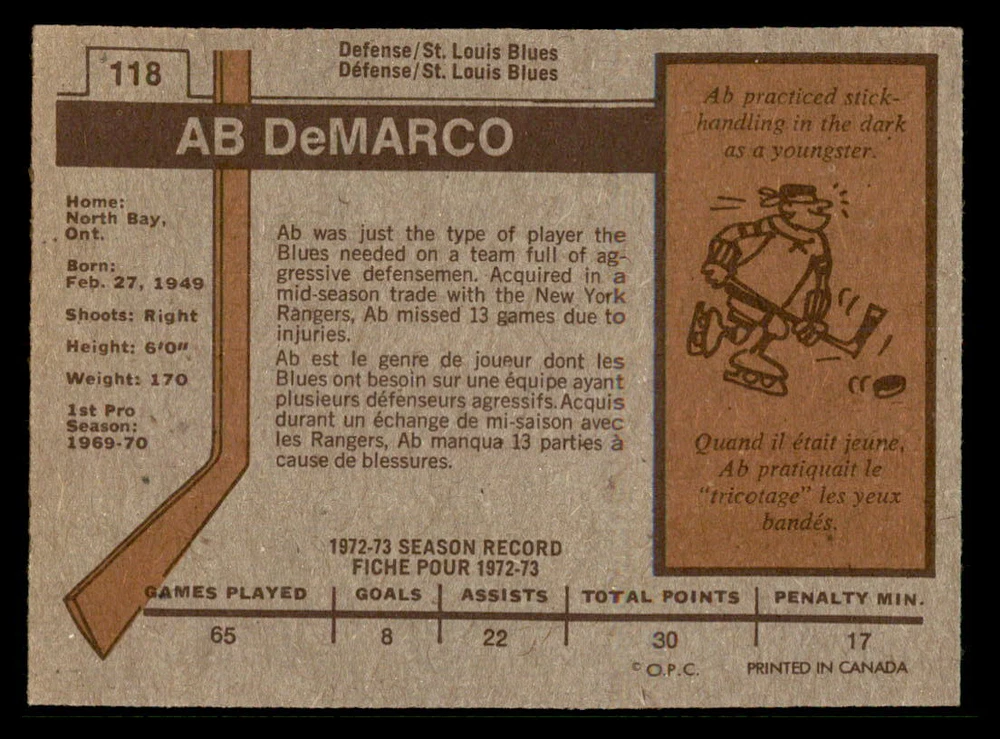 118
Defense/St. Louis Blues
Défense/St. Louis Blues
AB DeMARCO
Home:
North Bay,
Ont.
Born:
Feb. 27, 1949
Shoots: Right
Height: 6'0"
Weight: 170
1st Pro
Season:
1969-70
Ab was just the type of player the
Blues needed on a team full of ag-
gressive defensemen. Acquired in a
mid-season trade with the New York
Rangers, Ab missed 13 games due to
injuries.
Ab est le genre de joueur dont les
Blues ont besoin sur une équipe ayant
plusieurs défenseurs agressifs. Acquis
durant un échange de mi-saison avec
les Rangers, Ab manqua 13 parties à
cause de blessures.
Ab practiced stick-
handling in the dark
as a youngster.
Quand il était jeune,
Ab pratiquait le
"tricotage" les yeux
bandés.
1972-73 SEASON RECORD
FICHE POUR 1972-73
GAMES PLAYED GOALS ASSISTS TOTAL POINTS PENALTY MIN.
65 8 22 30 17
© O.P.C. PRINTED IN CANADA